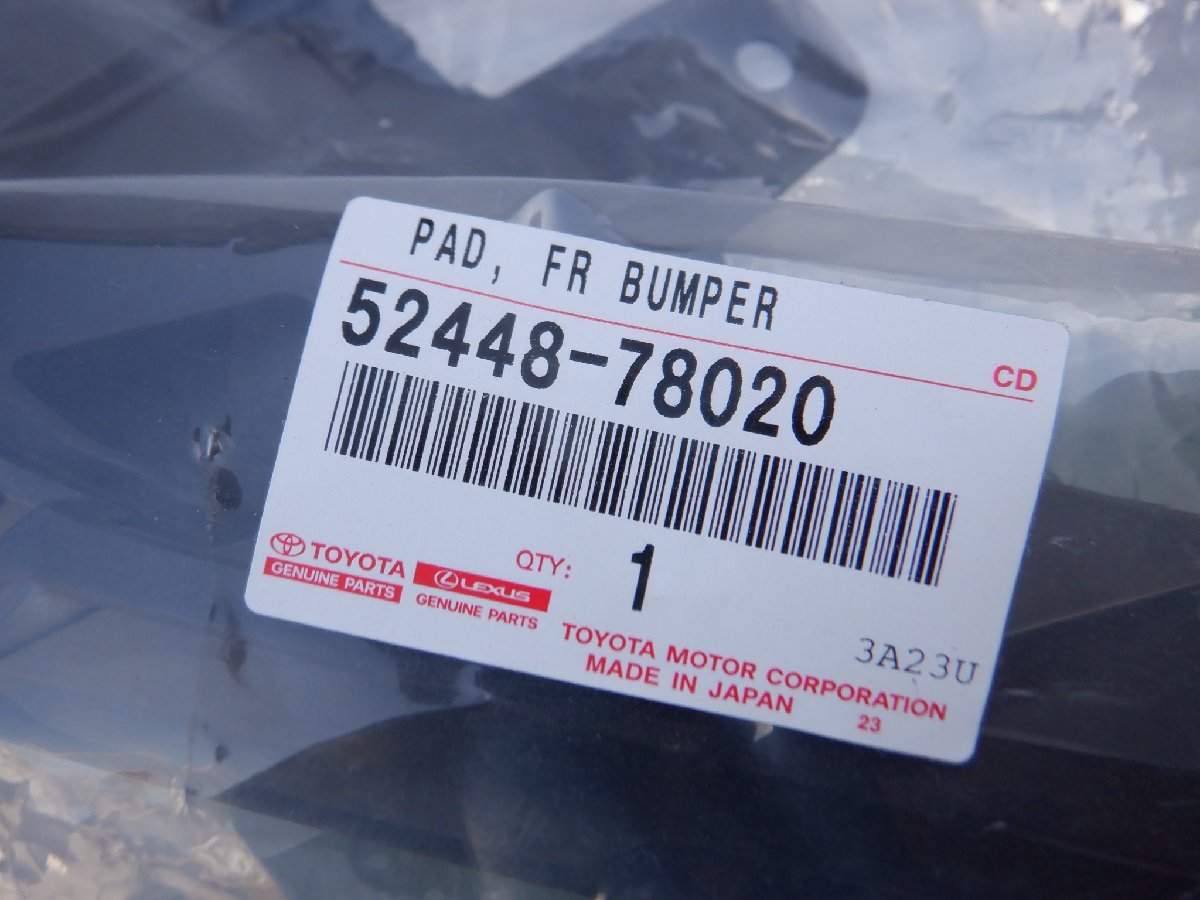 PAD, FR BUMPER
CD
52448-78020
TOYOTA
GENUINE PARTS
LEXUS
GENUINE PARTS
QTY: 1
3A23U
TOYOTA MOTOR CORPORATION
MADE IN JAPAN
23